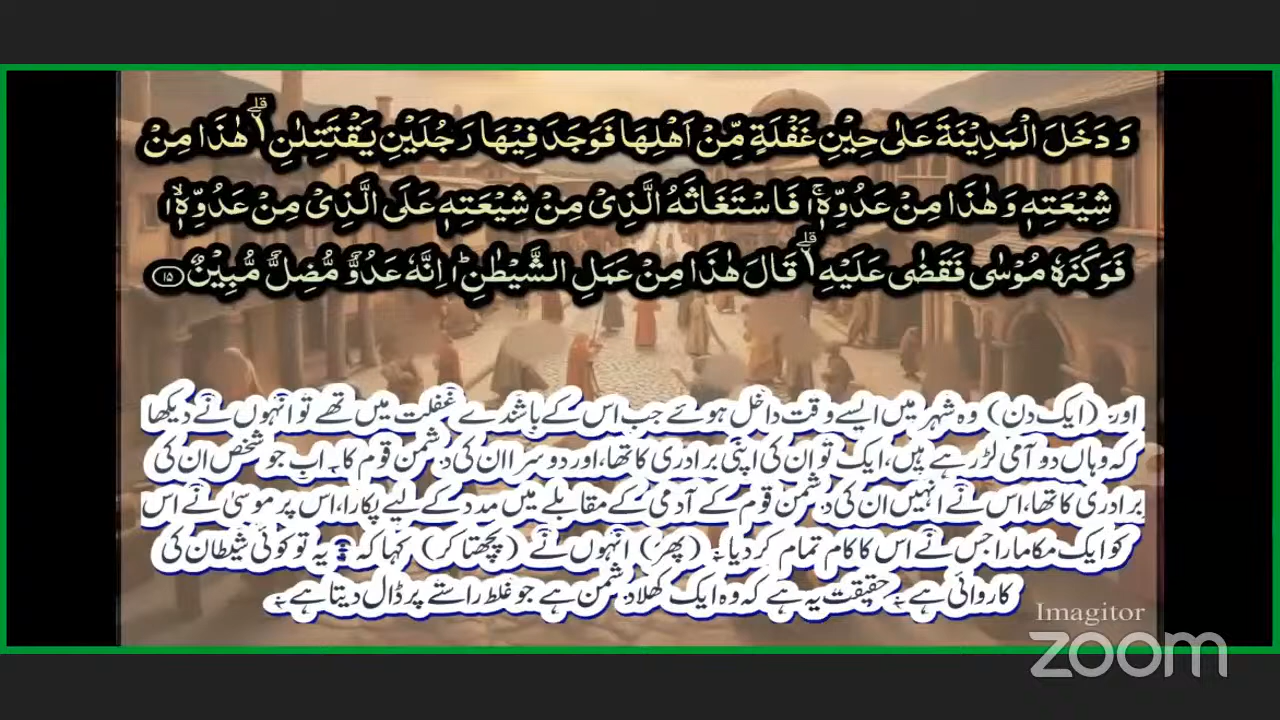 وَ دَخَلَ الْمَدِیْنَةَ عَلٰى حِیْنِ غَفْلَةٍ مِّنْ اَهْلِهَا فَوَجَدَ فِیْهَا رَجُلَیْنِ یَقْتَتِلٰنِ٘ۗ هٰذَا مِنْ
شِیْعَتِهٖ وَ هٰذَا مِنْ عَدُوِّهٖۚ فَاسْتَغَاثَهُ الَّذِیْ مِنْ شِیْعَتِهٖ عَلَى الَّذِیْ مِنْ عَدُوِّهٖۙ
فَوَكَزَهٗ مُوْسٰى فَقَضٰى عَلَیْهِ٘ۗ قَالَ هٰذَا مِنْ عَمَلِ الشَّیْطٰنِؕ اِنَّهٗ عَدُوٌّ مُّضِلٌّ مُّبِیْنٌ ۱۵
اور (ایک دن) وہ شہر میں ایسے وقت داخل ہوئے جب اس کے باشندے غفلت میں تھے تو انہوں نے دیکھا
کہ وہاں دو آمی لڑ رہے ہیں، ایک تو ان کی اپنی برادری کا تھا، اور دوسرا ان کی دشمن قوم کا۔ اب جو شخص ان کی
برادری کا تھا، اس نے انہیں ان کی دشمن قوم کے آدمی کے مقابلے میں مدد کے لیے پکارا، اس پر موسیٰ نے اس
کو ایک مکا مارا جس نے اس کا کام تمام کر دیا۔ (پھر) انہوں نے (پچھتا کر) کہا کہ : یہ تو کوئی شیطان کی
کاروائی ہے۔ حقیقت یہ ہے کہ وہ ایک کھلا دشمن ہے جو غلط راستے پر ڈال دیتا ہے۔
Imagitor
zoom